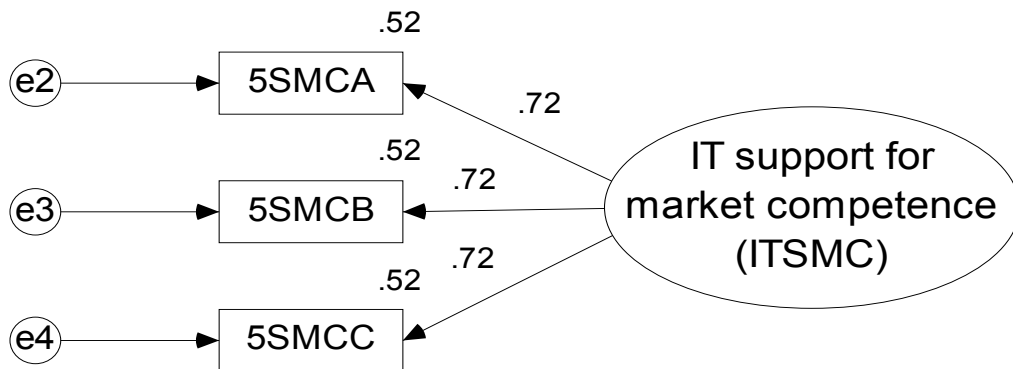 .52
e2
5SMCA
.72
.52
e3
5SMCB
.72
.52
e4
5SMCC
.72
IT support for
market competence
(ITSMC)